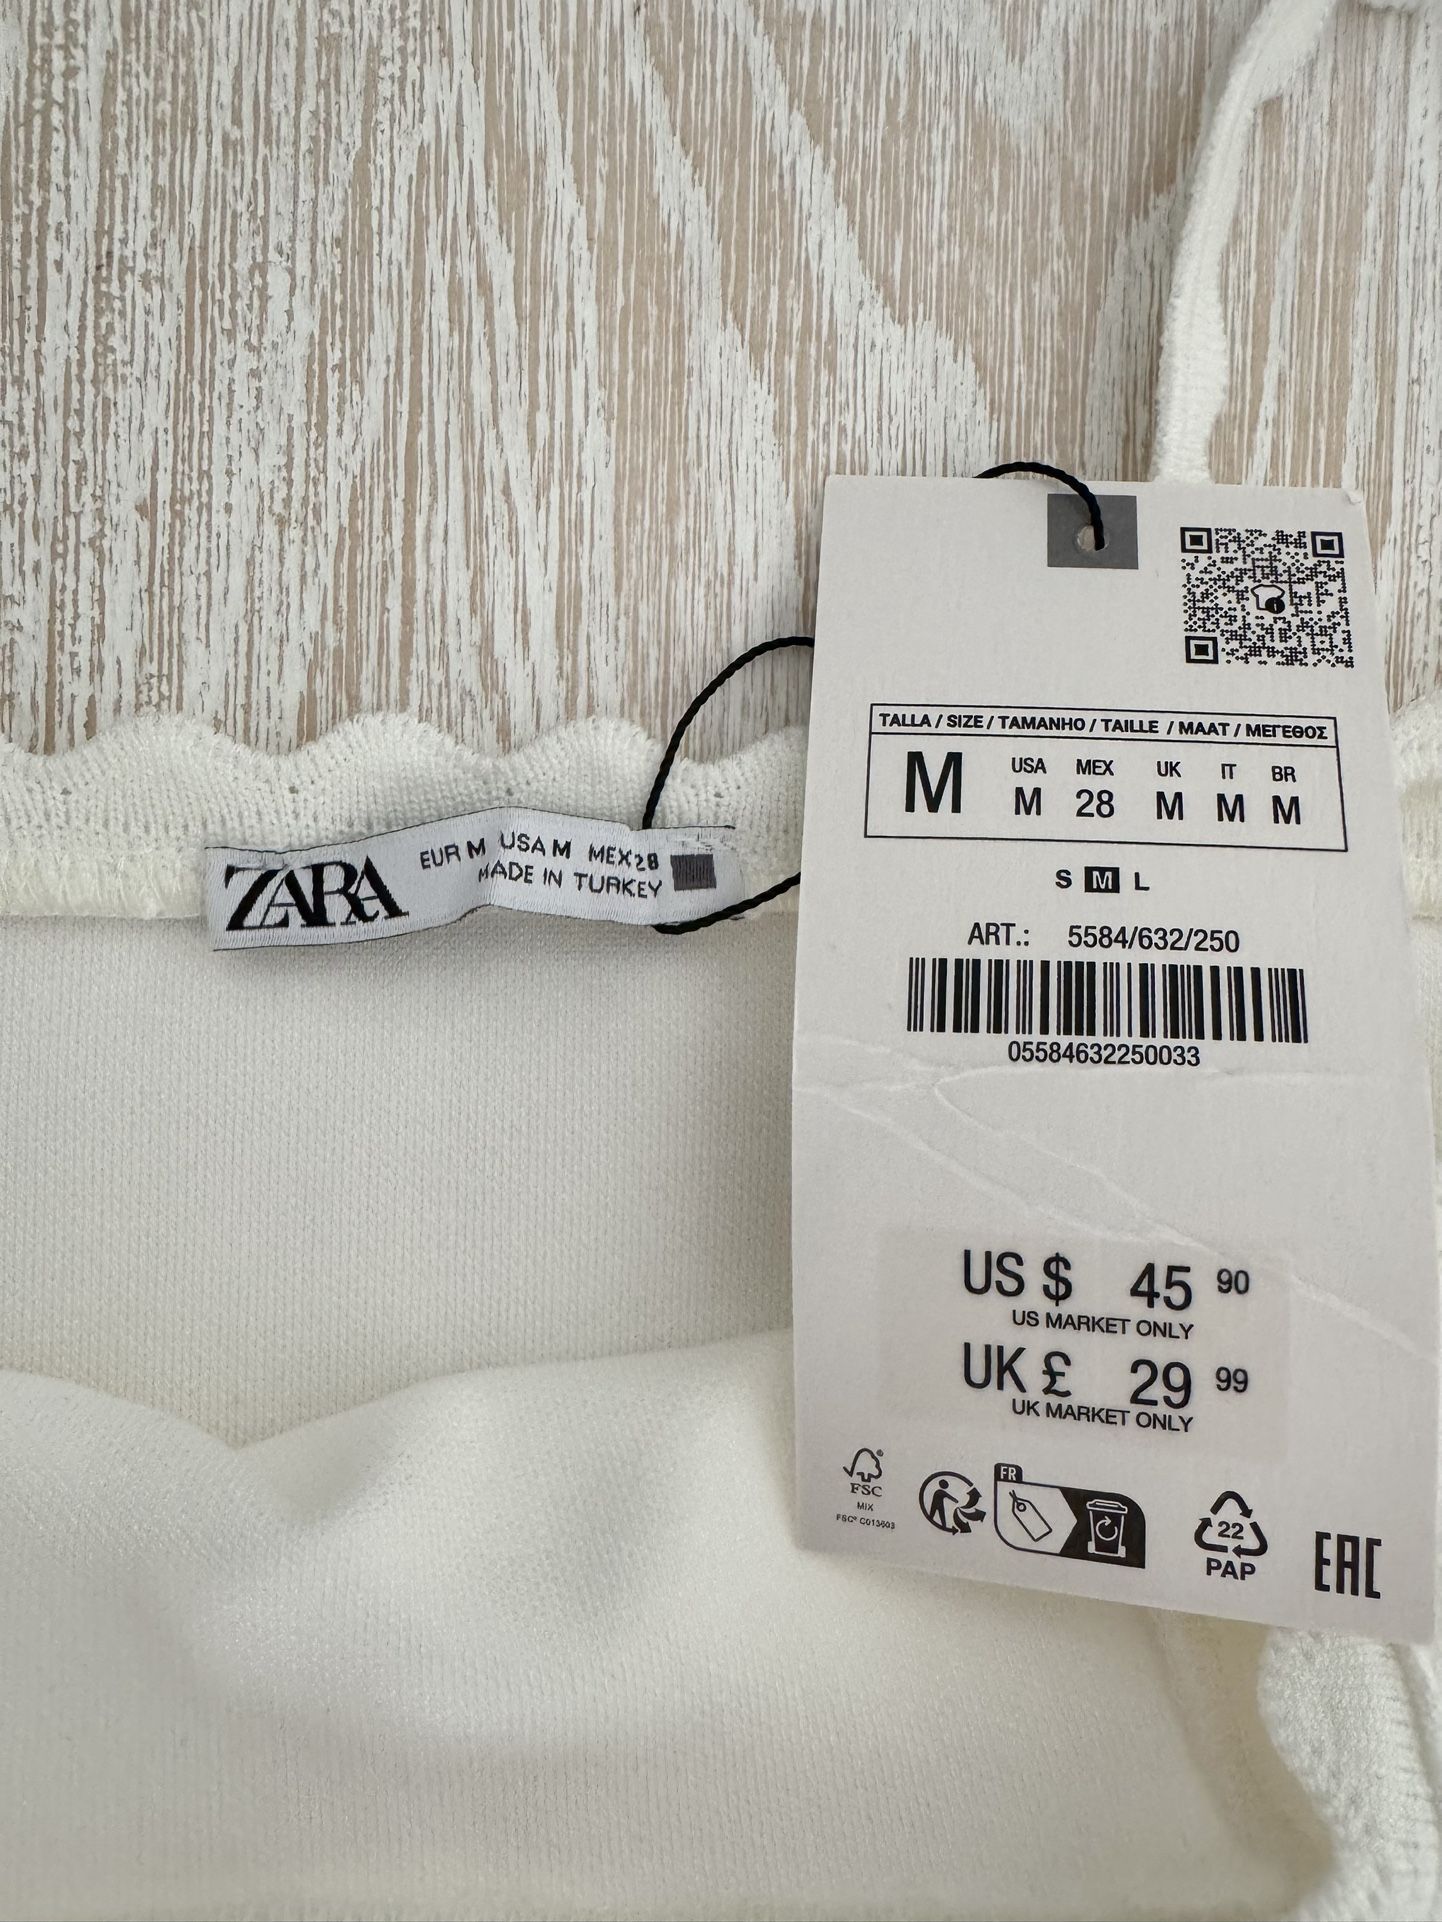 ZARA
EUR M USA M MEX 28
MADE IN TURKEY
TALLA / SIZE / TAMANHO / TAILLE / MAAT / ΜΕΓΕΘΟΣ
M USA MEX UK IT BR
M 28 M M M
S M L
ART.: 5584/632/250
05584632250033
US $ 45 90
US MARKET ONLY
UK £ 29 99
UK MARKET ONLY
FSC
MIX
FSC® C013603
FR
22
PAP
EAC